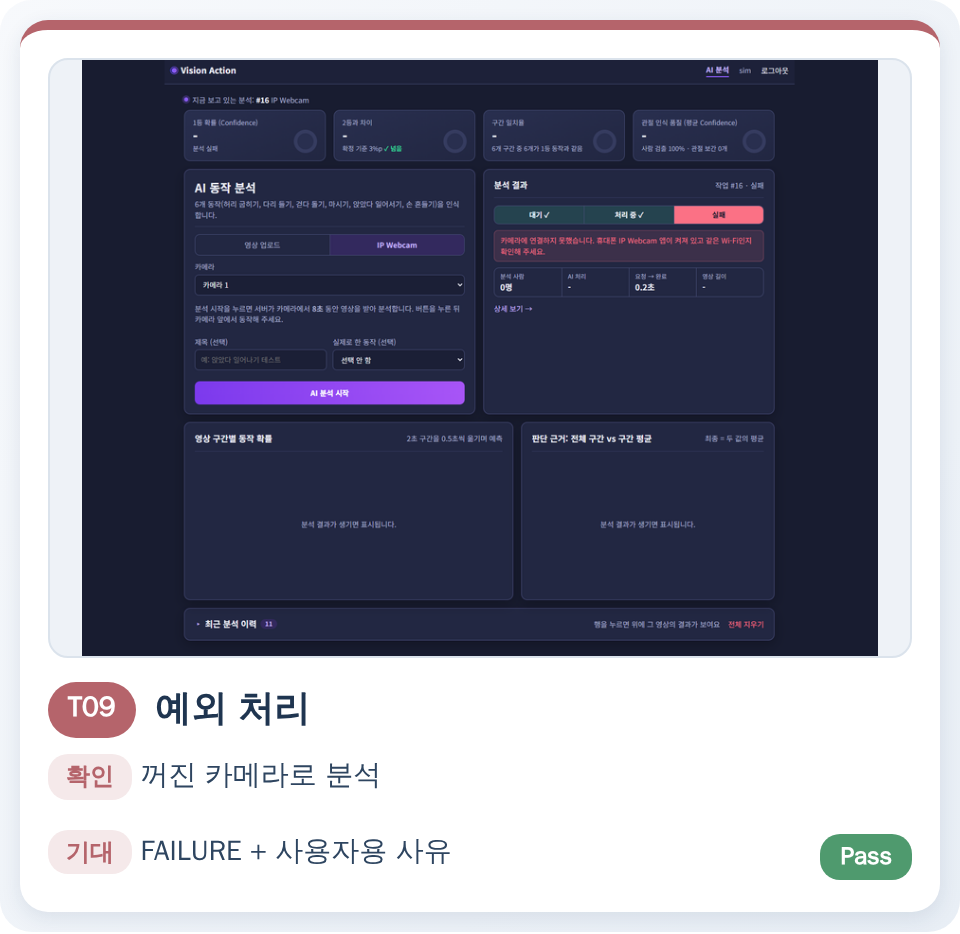 Vision Action
AI 분석
sim
로그아웃
지금 보고 있는 분석: #16 IP Webcam
1등 확률 (Confidence)
-
분석 실패
2등과 차이
-
확정 기준 3%p ✓ 넘음
구간 일치율
-
6개 구간 중 6개가 1등 동작과 같음
관절 인식 품질 (평균 Confidence)
-
사람 검출 100% · 관절 보간 0개
AI 동작 분석
6개 동작(허리 굽히기, 다리 들기, 걷다 돌기, 마시기, 앉았다 일어서기, 손 흔들기)을 인식
합니다.
영상 업로드
IP Webcam
카메라
카메라 1
분석 시작을 누르면 서버가 카메라에서 8초 동안 영상을 받아 분석합니다. 버튼을 누른 뒤
카메라 앞에서 동작해 주세요.
제목 (선택)
실제로 한 동작 (선택)
예: 앉았다 일어나기 테스트
선택 안 함
AI 분석 시작
분석 결과
작업 #16 · 실패
대기 ✓
처리 중 ✓
실패
카메라에 연결하지 못했습니다. 휴대폰 IP Webcam 앱이 켜져 있고 같은 Wi-Fi인지
확인해 주세요.
분석 사람
0명
AI 처리
-
요청 → 완료
0.2초
영상 길이
-
상세 보기 →
영상 구간별 동작 확률
2초 구간을 0.5초씩 옮기며 예측
분석 결과가 생기면 표시됩니다.
판단 근거: 전체 구간 vs 구간 평균
최종 = 두 값의 평균
분석 결과가 생기면 표시됩니다.
최근 분석 이력 11
행을 누르면 위에 그 영상의 결과가 보여요
전체 지우기
T09 예외 처리
확인 꺼진 카메라로 분석
기대 FAILURE + 사용자용 사유
Pass